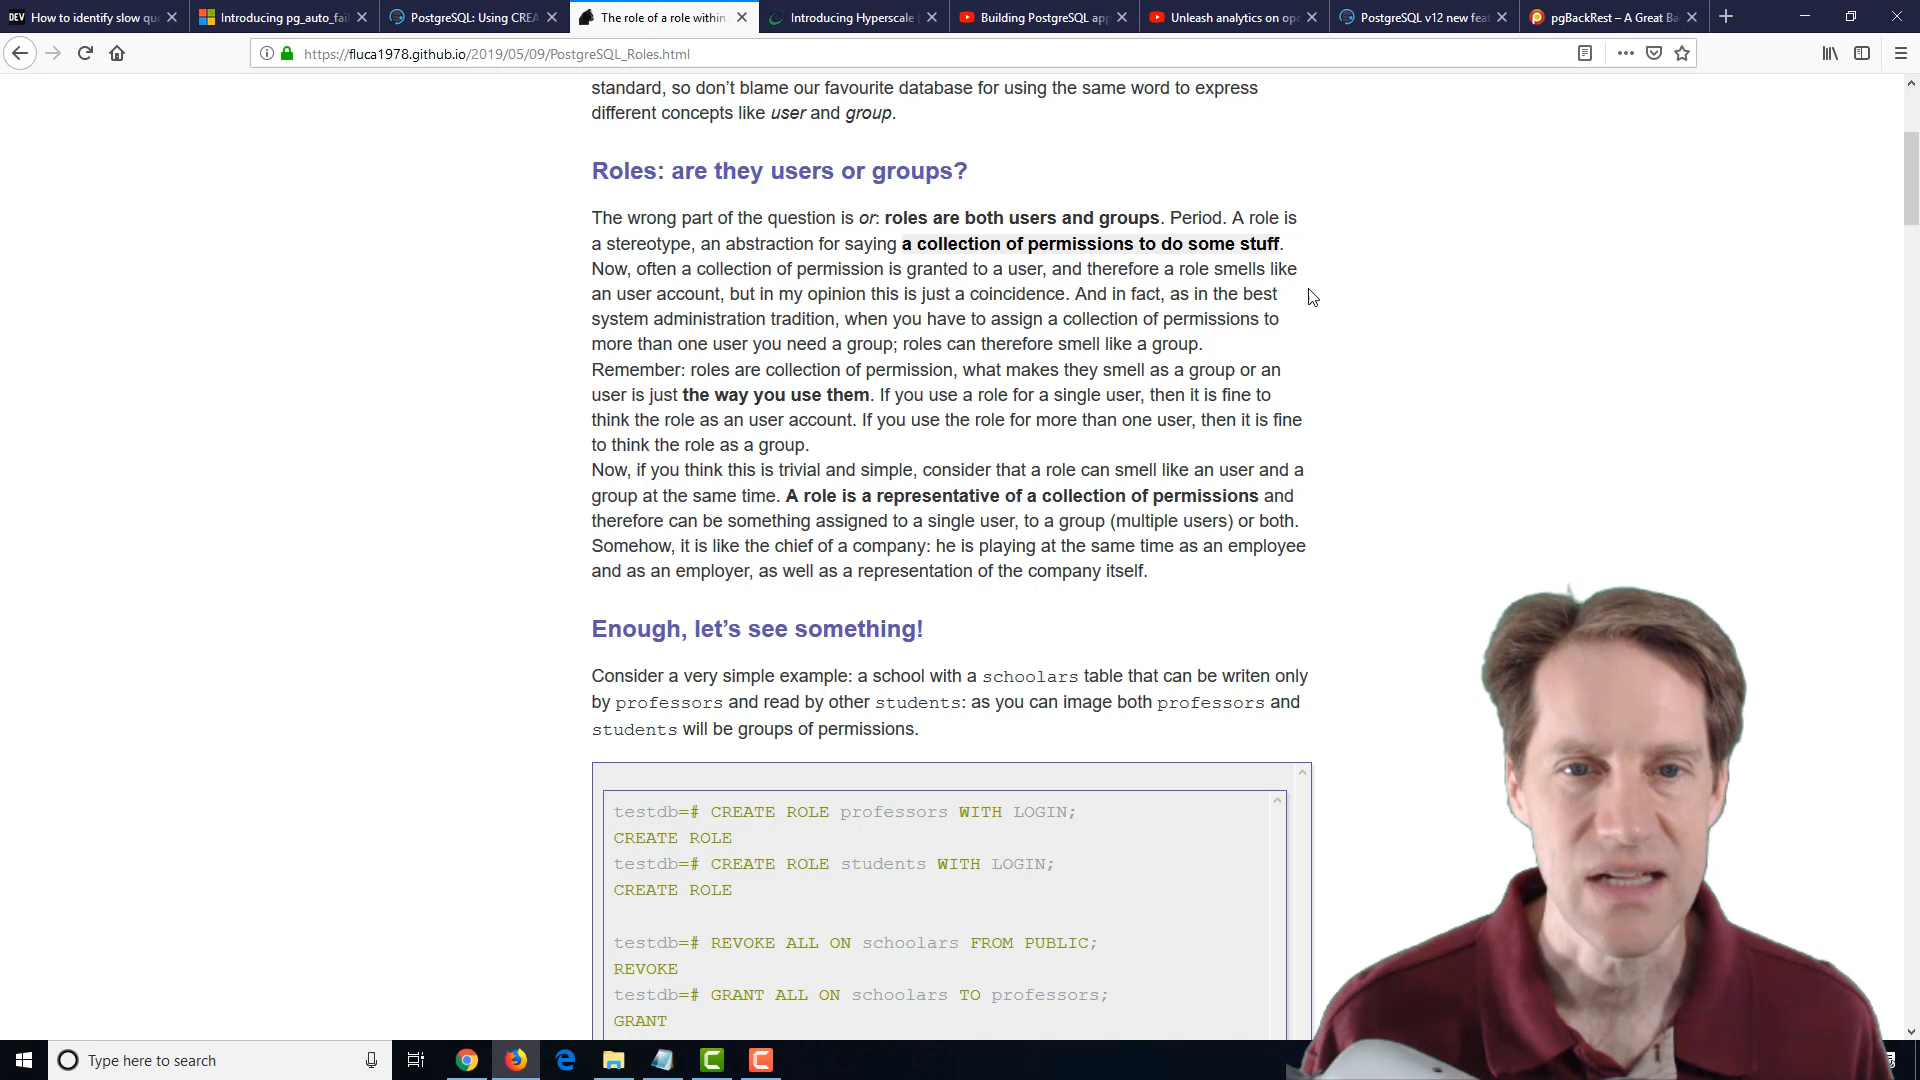 How to identify slow que
Introducing pg_auto_fail
PostgreSQL: Using CREA
The role of a role within
Introducing Hyperscale (
Building PostgreSQL app
Unleash analytics on ope
PostgreSQL v12 new feat
pgBackRest – A Great Ba
https://fluca1978.github.io/2019/05/09/PostgreSQL_Roles.html
standard, so don’t blame our favourite database for using the same word to express
different concepts like user and group.
Roles: are they users or groups?
The wrong part of the question is or: roles are both users and groups. Period. A role is
a stereotype, an abstraction for saying a collection of permissions to do some stuff.
Now, often a collection of permission is granted to a user, and therefore a role smells like
an user account, but in my opinion this is just a coincidence. And in fact, as in the best
system administration tradition, when you have to assign a collection of permissions to
more than one user you need a group; roles can therefore smell like a group.
Remember: roles are collection of permission, what makes they smell as a group or an
user is just the way you use them. If you use a role for a single user, then it is fine to
think the role as an user account. If you use the role for more than one user, then it is fine
to think the role as a group.
Now, if you think this is trivial and simple, consider that a role can smell like an user and a
group at the same time. A role is a representative of a collection of permissions and
therefore can be something assigned to a single user, to a group (multiple users) or both.
Somehow, it is like the chief of a company: he is playing at the same time as an employee
and as an employer, as well as a representation of the company itself.
Enough, let’s see something!
Consider a very simple example: a school with a schoolars table that can be writen only
by professors and read by other students: as you can image both professors and
students will be groups of permissions.
testdb=# CREATE ROLE professors WITH LOGIN;
CREATE ROLE
testdb=# CREATE ROLE students WITH LOGIN;
CREATE ROLE
testdb=# REVOKE ALL ON schoolars FROM PUBLIC;
REVOKE
testdb=# GRANT ALL ON schoolars TO professors;
GRANT
Type here to search